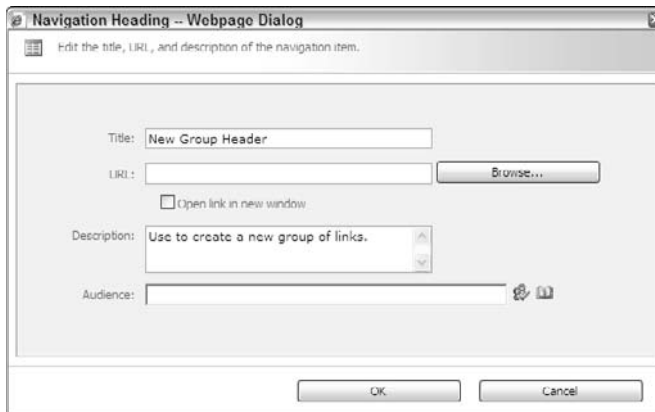 Navigation Heading -- Webpage Dialog
Edit the title, URL, and description of the navigation item.
Title: New Group Header
URL: Browse...
Open link in new window
Description: Use to create a new group of links.
Audience:
OK Cancel